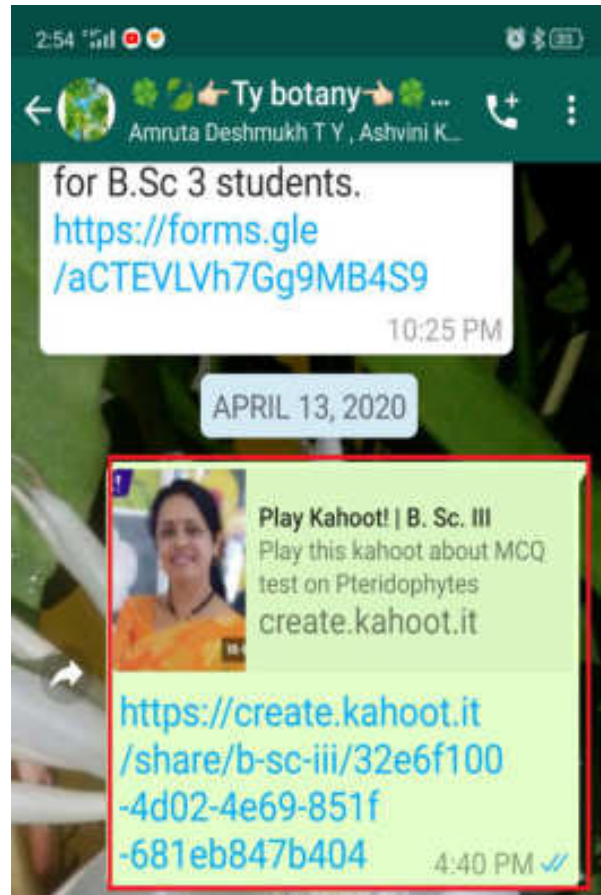 2:54
Ty botany ...
Amruta Deshmukh T Y , Ashvini K...
for B.Sc 3 students.
https://forms.gle
/aCTEVLVh7Gg9MB4S9
10:25 PM
APRIL 13, 2020
Play Kahoot! | B. Sc. III
Play this kahoot about MCQ
test on Pteridophytes
create.kahoot.it
https://create.kahoot.it
/share/b-sc-iii/32e6f100
-4d02-4e69-851f
-681eb847b404
4:40 PM